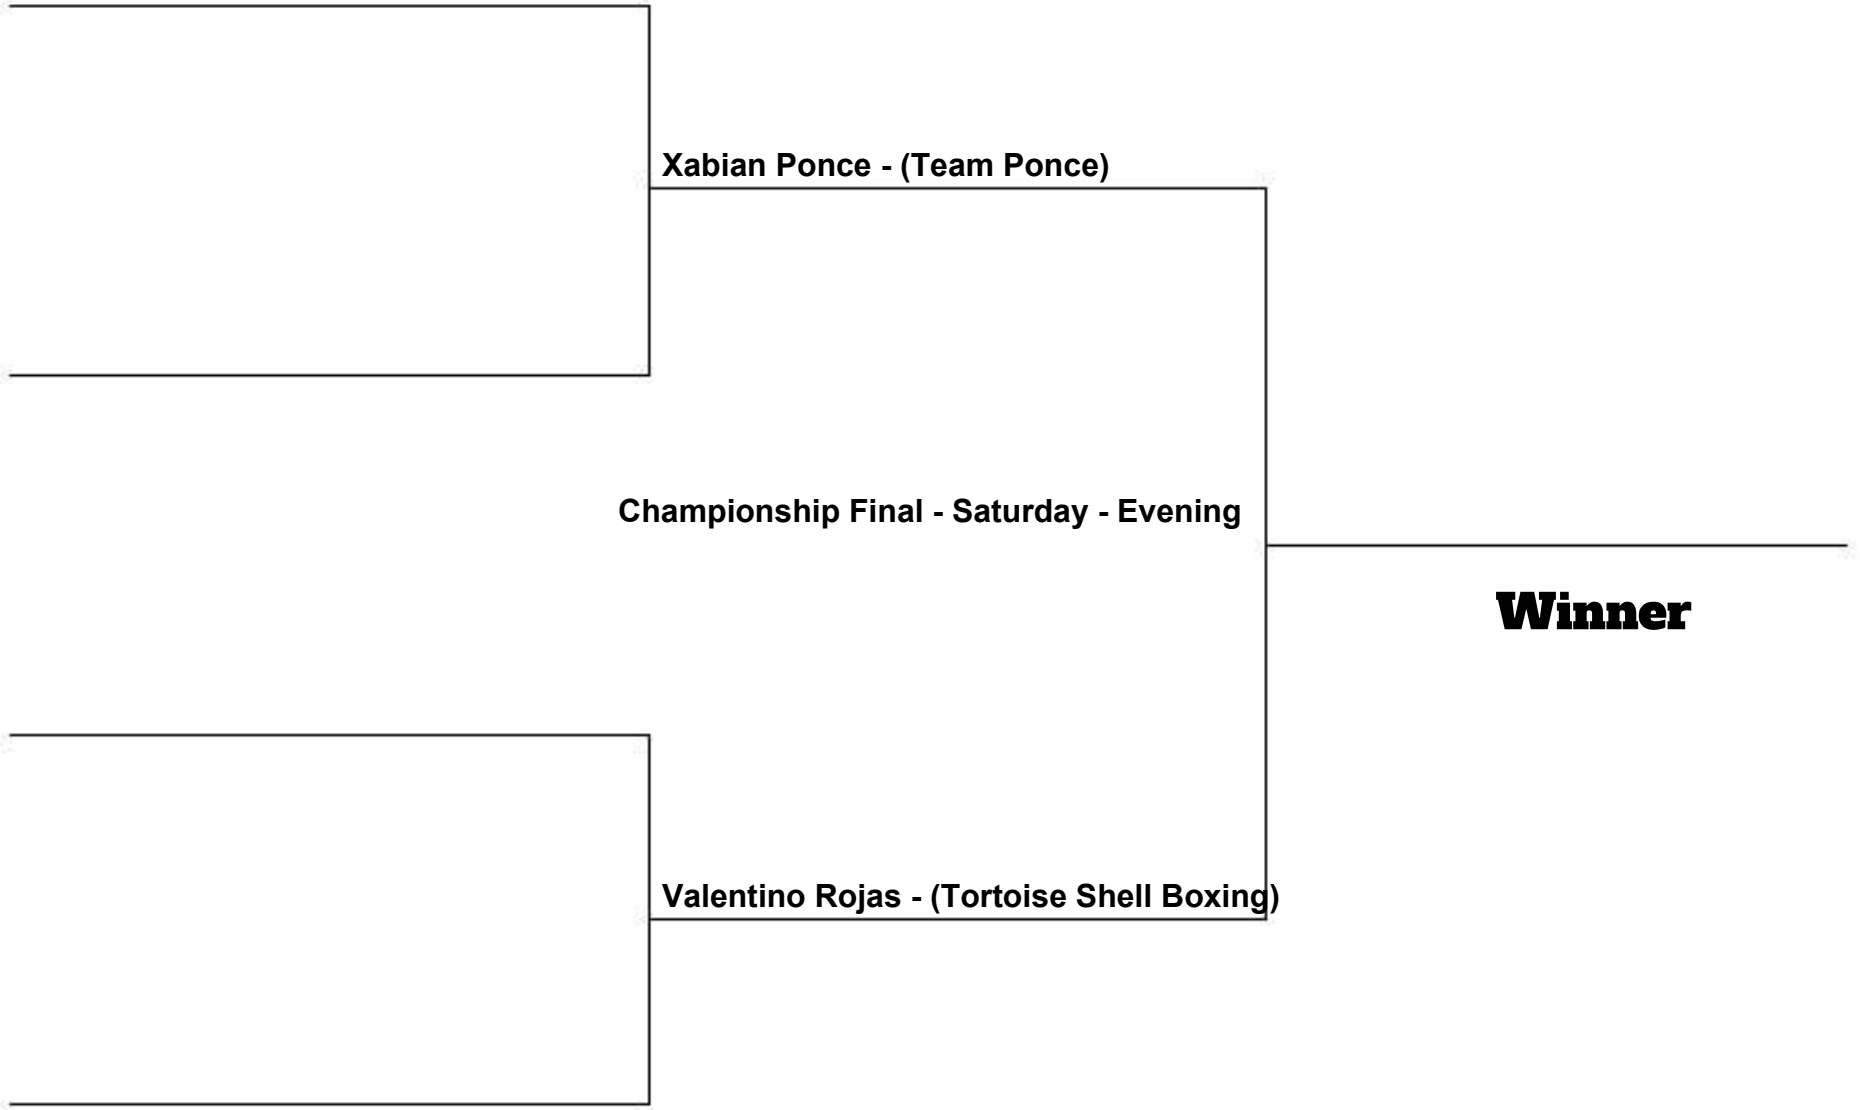 Xabian Ponce - (Team Ponce)
Championship Final - Saturday - Evening
Winner
Valentino Rojas - (Tortoise Shell Boxing)